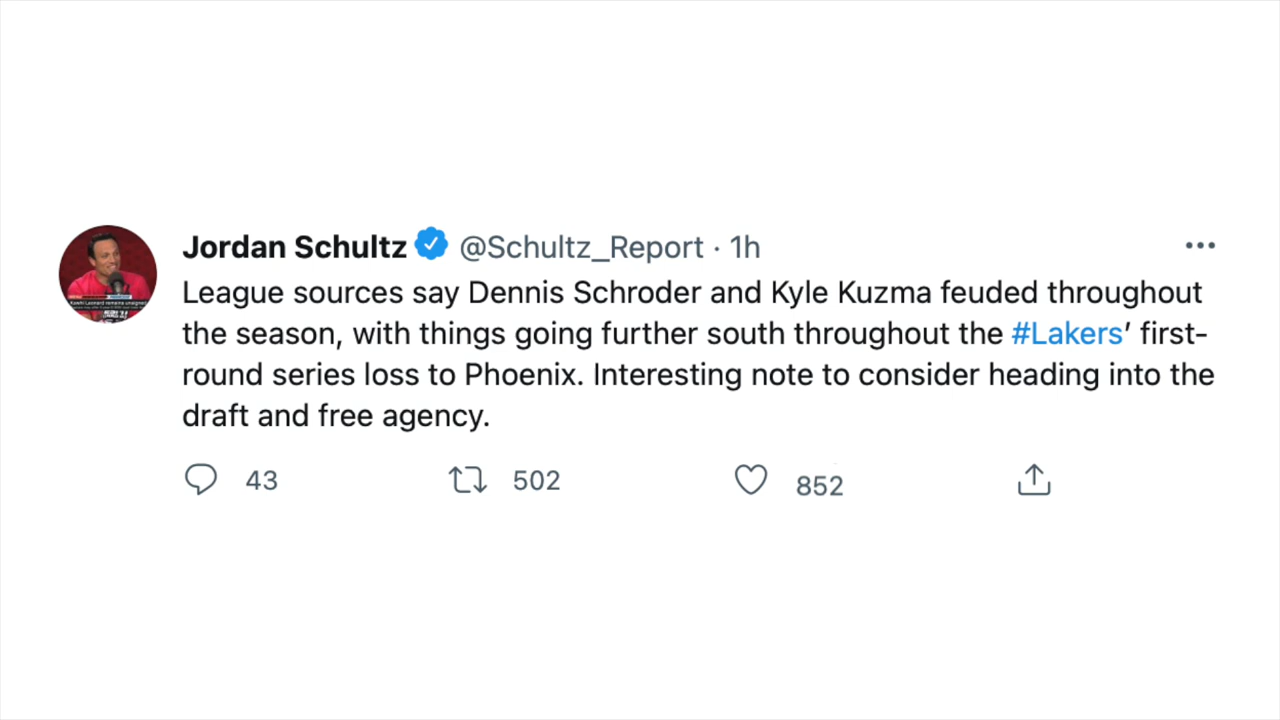 Jordan Schultz @Schultz_Report · 1h
League sources say Dennis Schroder and Kyle Kuzma feuded throughout
the season, with things going further south throughout the #Lakers’ first-
round series loss to Phoenix. Interesting note to consider heading into the
draft and free agency.
43 502 852